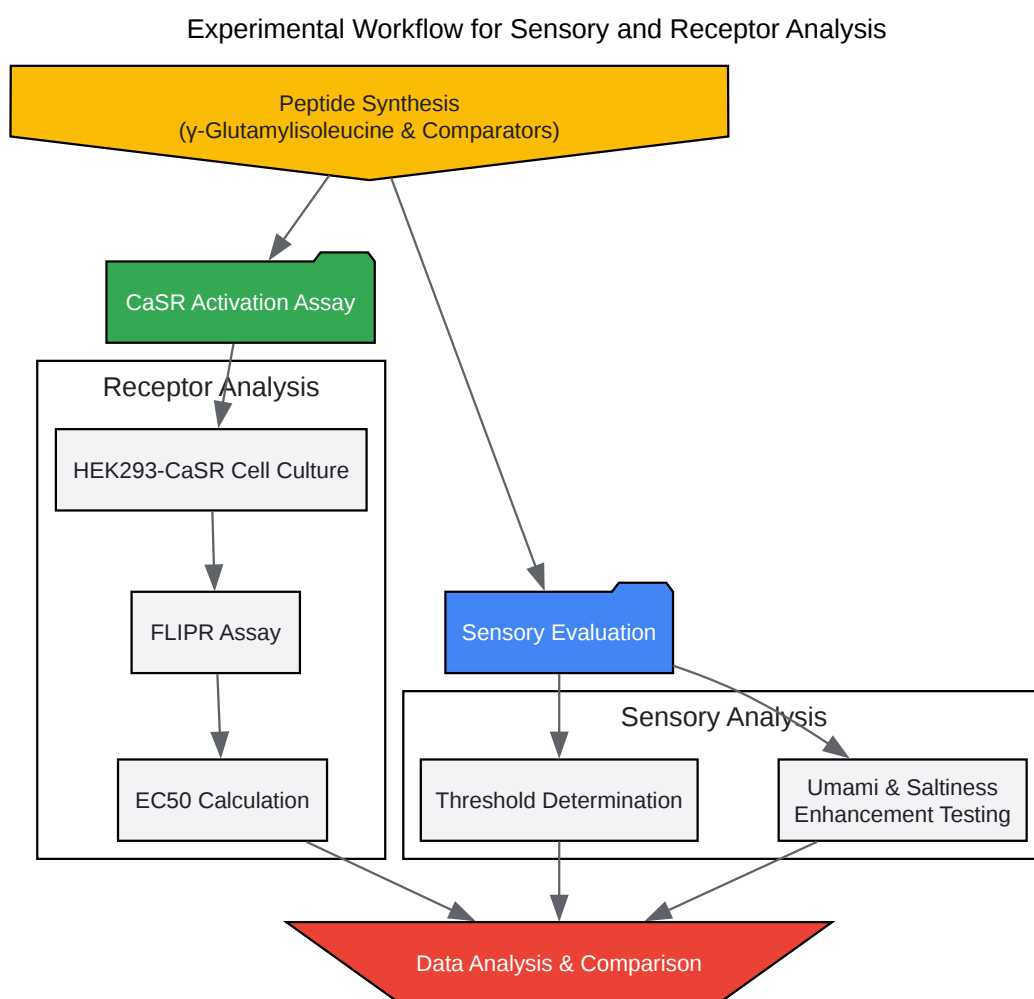 Experimental Workflow for Sensory and Receptor Analysis
Peptide Synthesis
(γ-Glutamylisoleucine & Comparators)
CaSR Activation Assay
Receptor Analysis
HEK293-CaSR Cell Culture
FLIPR Assay
EC50 Calculation
Sensory Evaluation
Sensory Analysis
Threshold Determination
Umami & Saltiness
Enhancement Testing
Data Analysis & Comparison